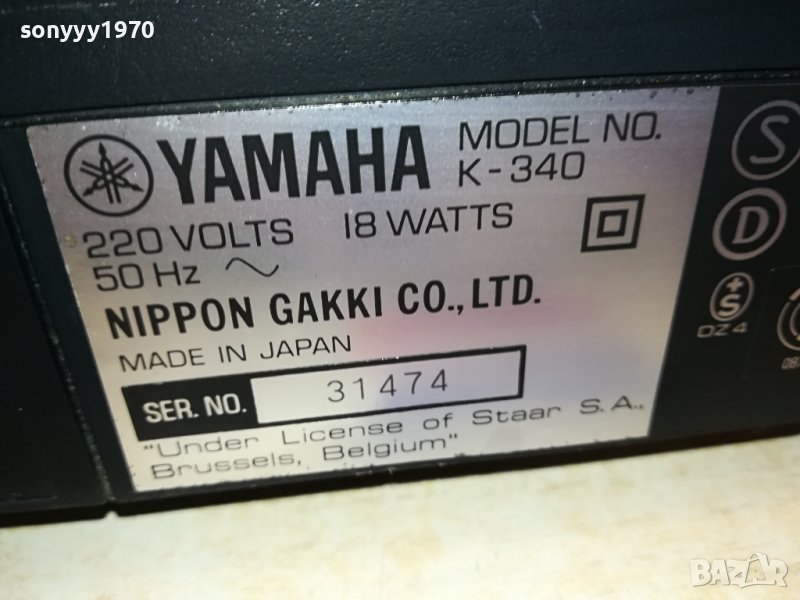 sonyyy1970
YAMAHA MODEL NO. K-340
220 VOLTS 18 WATTS
50 Hz
NIPPON GAKKI CO., LTD.
MADE IN JAPAN
SER. NO. 31474
"Under License of Staar S.A.,
Brussels, Belgium"
S
D
+S
DZ4
BAZAR